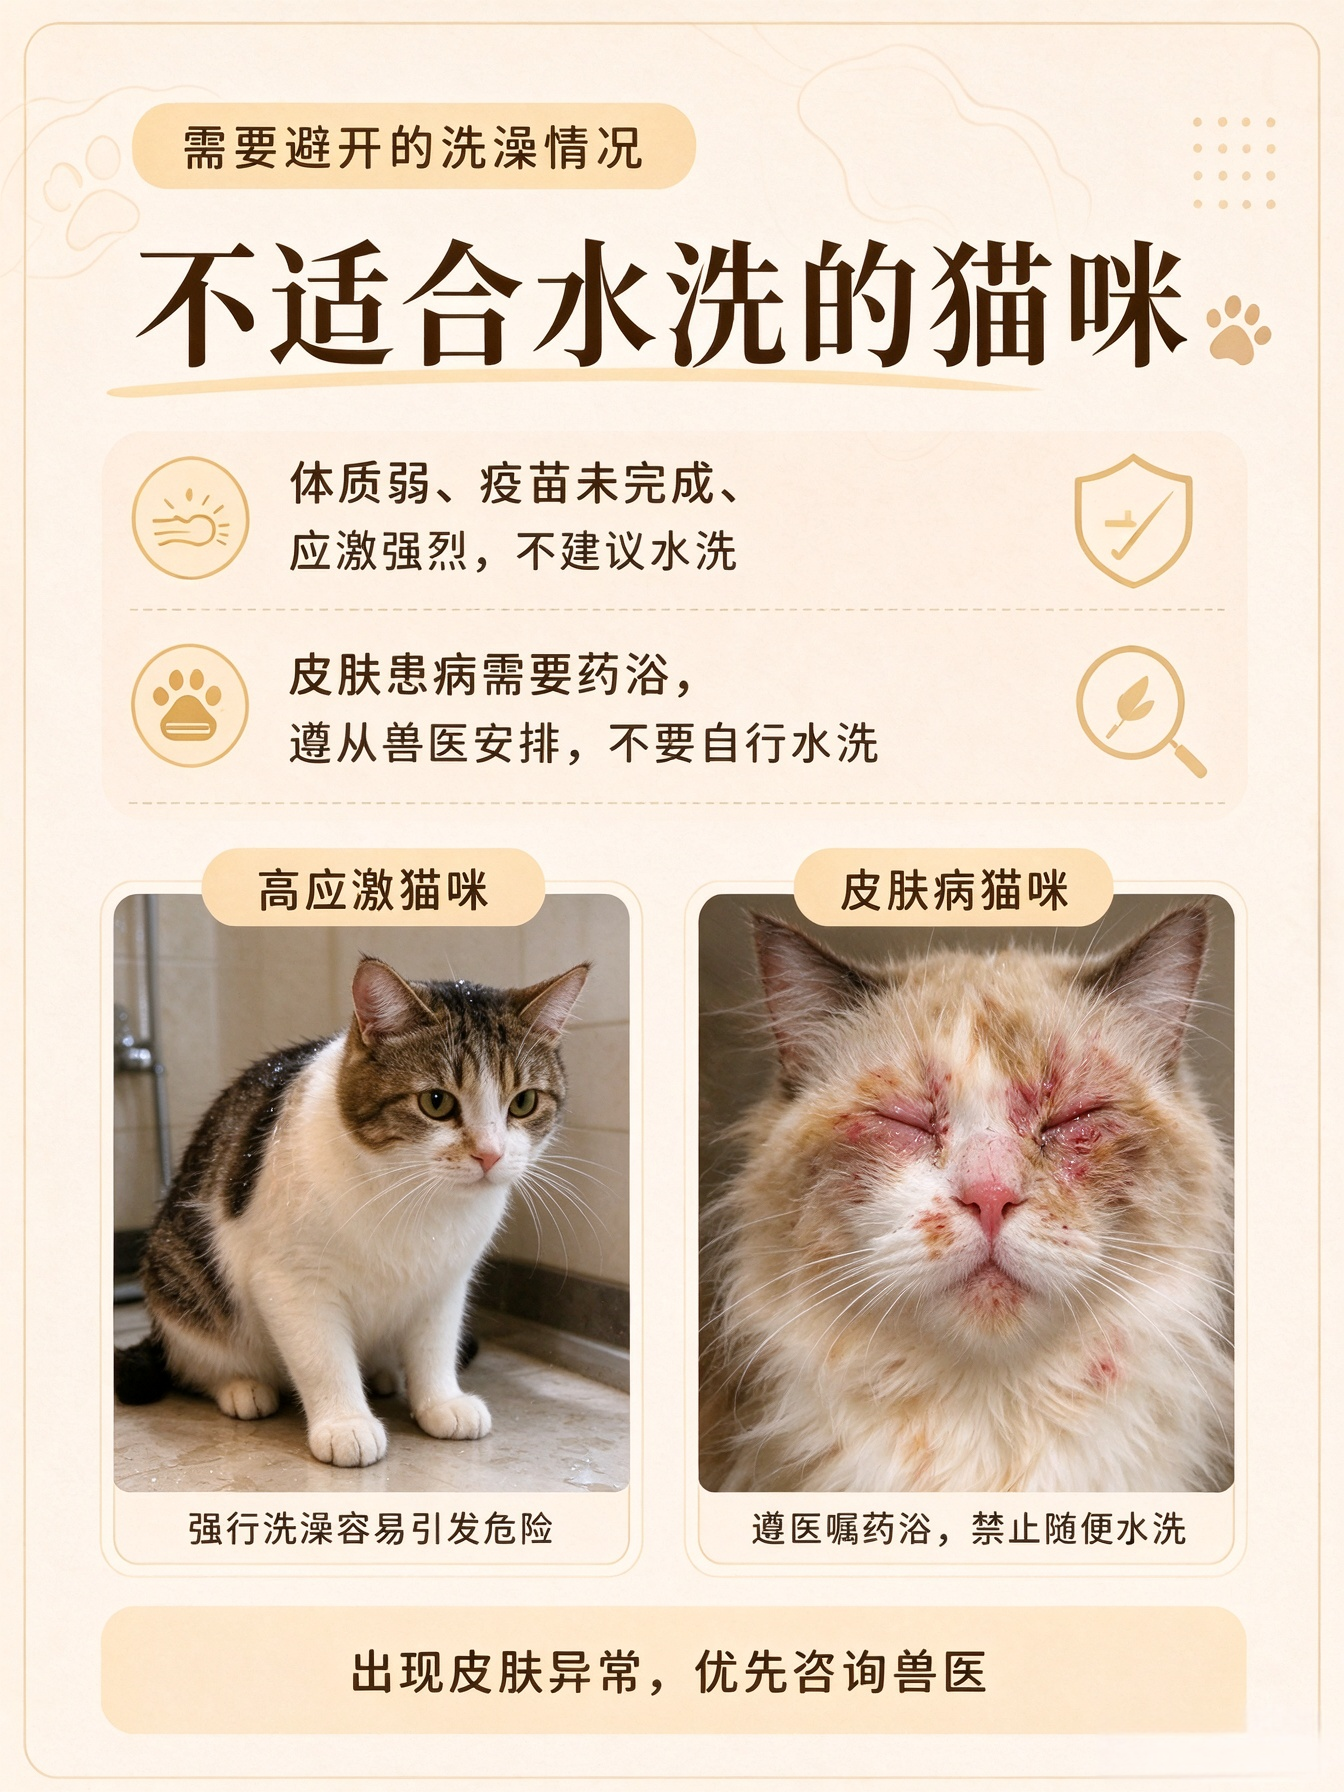 需要避开的洗澡情况
不适合水洗的猫咪
体质弱、疫苗未完成、
应激强烈，不建议水洗
皮肤患病需要药浴，
遵从兽医安排，不要自行水洗
高应激猫咪
皮肤病猫咪
强行洗澡容易引发危险
遵医嘱药浴，禁止随便水洗
出现皮肤异常，优先咨询兽医